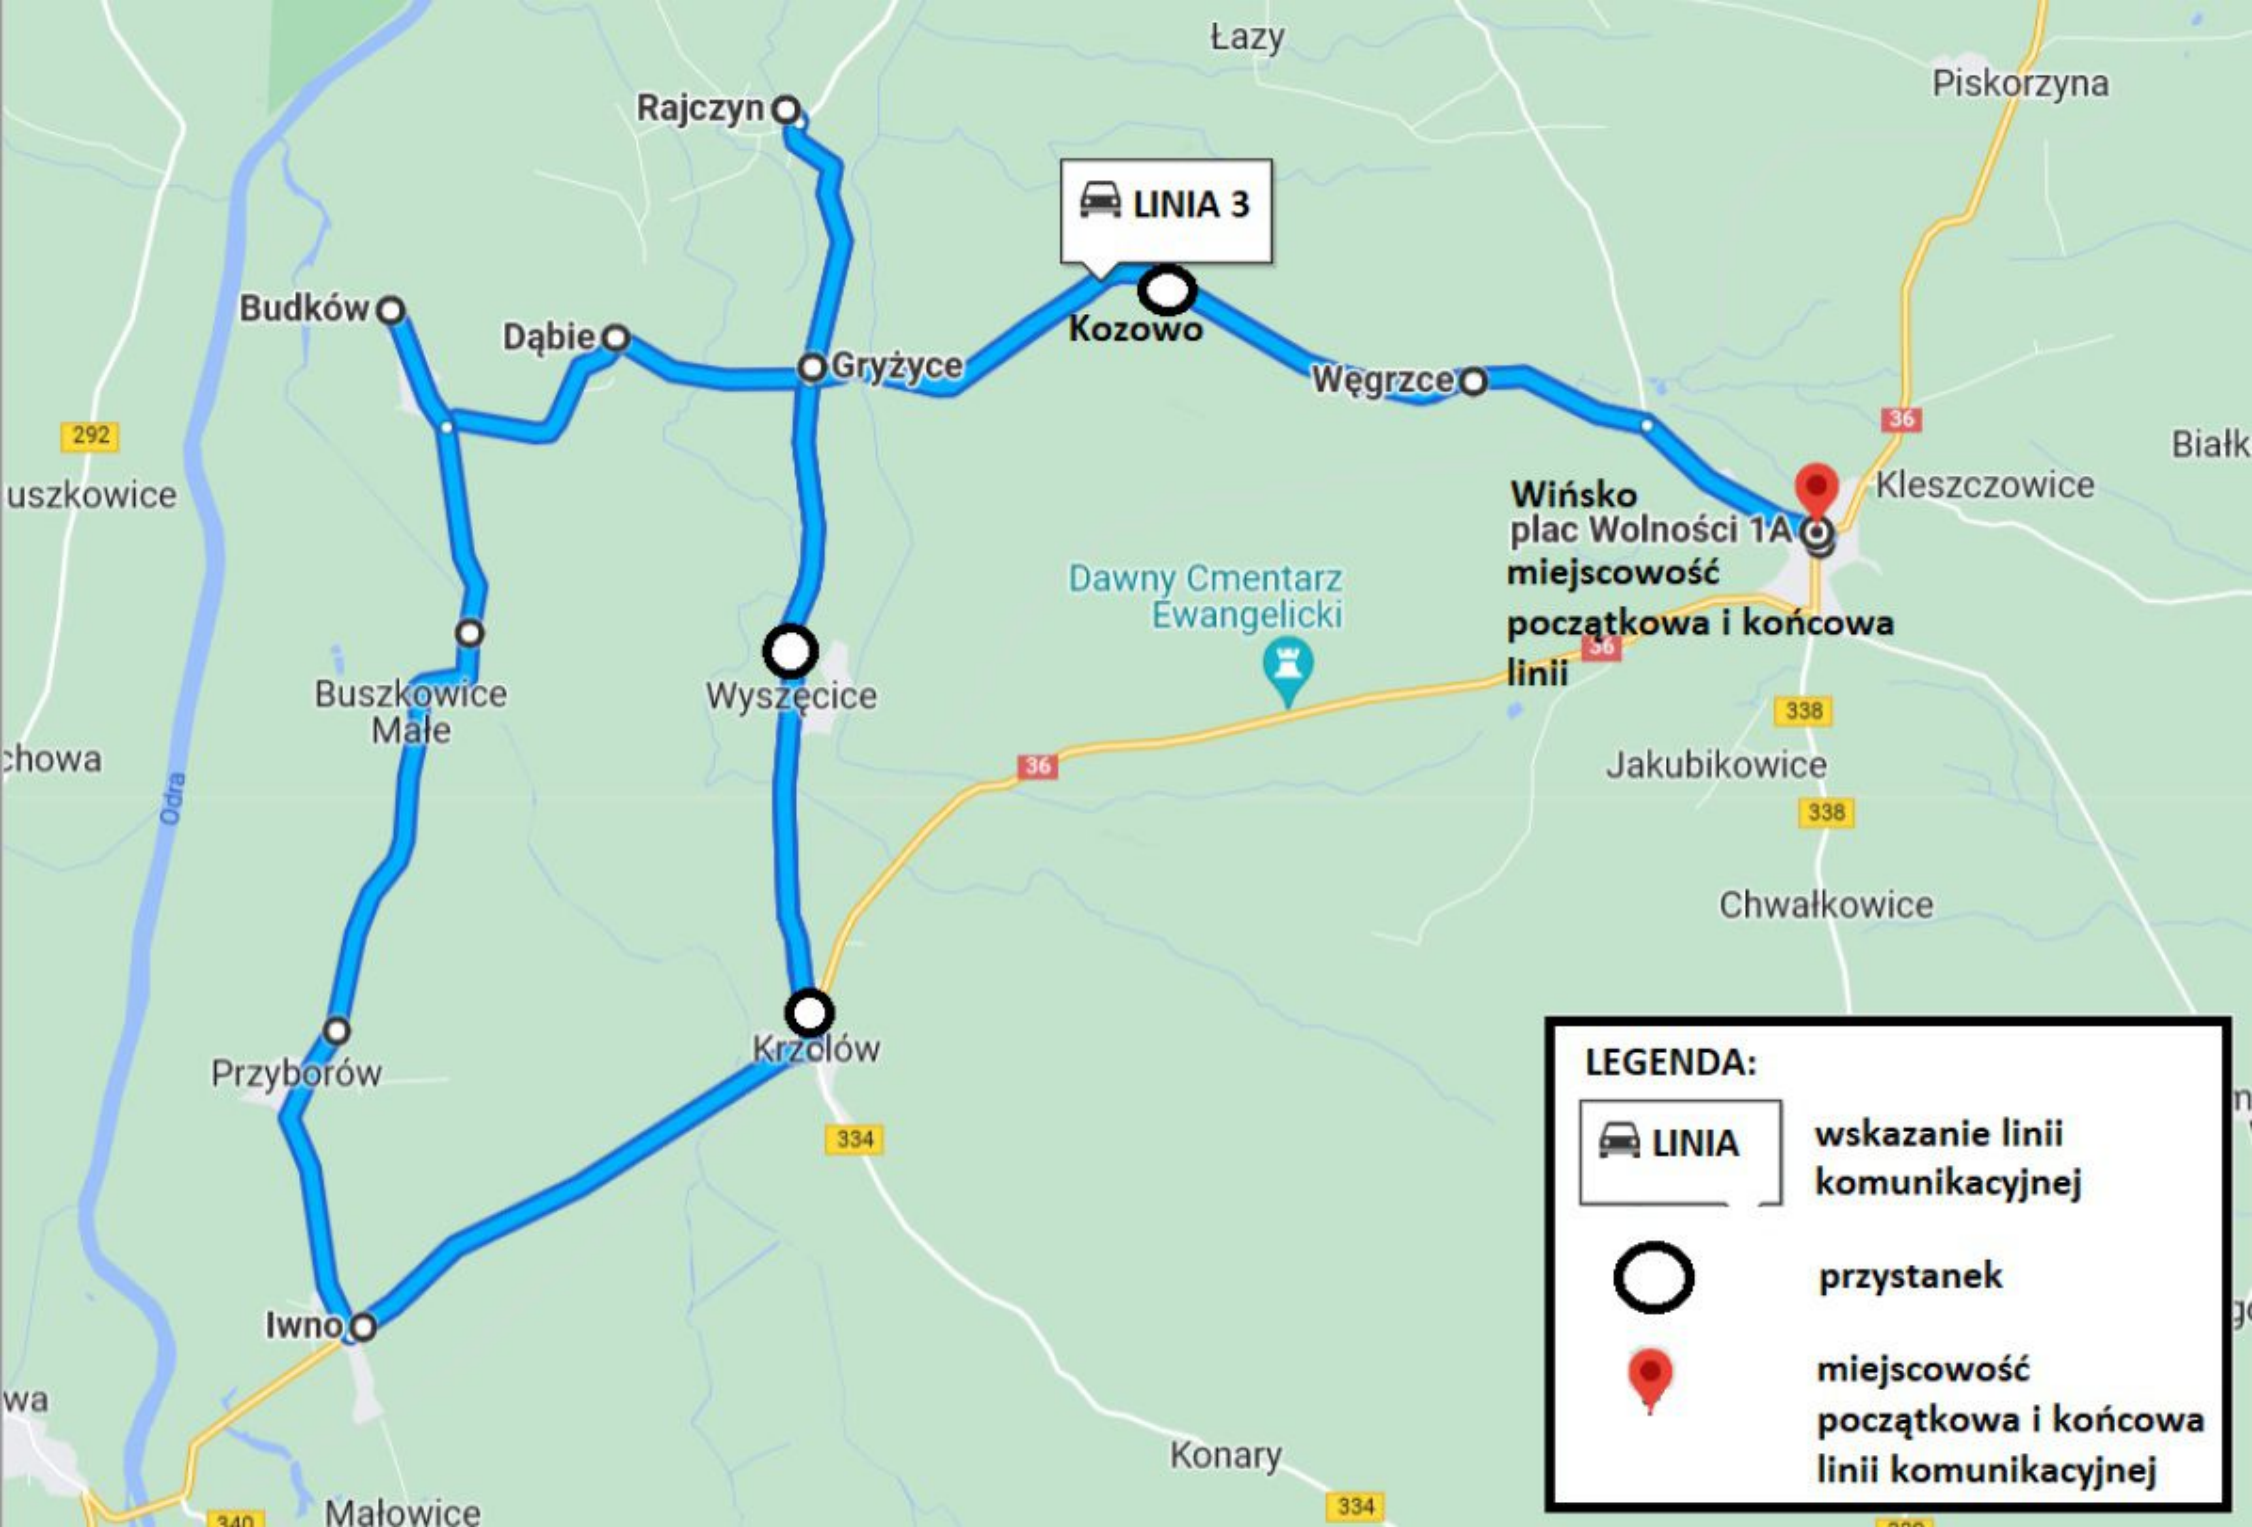 Łazy
Piskorzyna
Rajczyn
LINIA 3
Budków
Dąbie
Kozowo
Gryżyce
Węgrzce
36
292
Białk
uszkowice
Wińsko
Kleszczowice
plac Wolności 1A
miejscowość
początkowa i końcowa
linii
Dawny Cmentarz
Ewangelicki
36
Buszkowice
Małe
Wyszęcice
338
chowa
36
Jakubikowice
Odra
338
Chwałkowice
Krzelów
Przyborów
334
Iwno
wa
Konary
334
Małowice
340
LEGENDA:
LINIA
wskazanie linii
komunikacyjnej
przystanek
miejscowość
początkowa i końcowa
linii komunikacyjnej